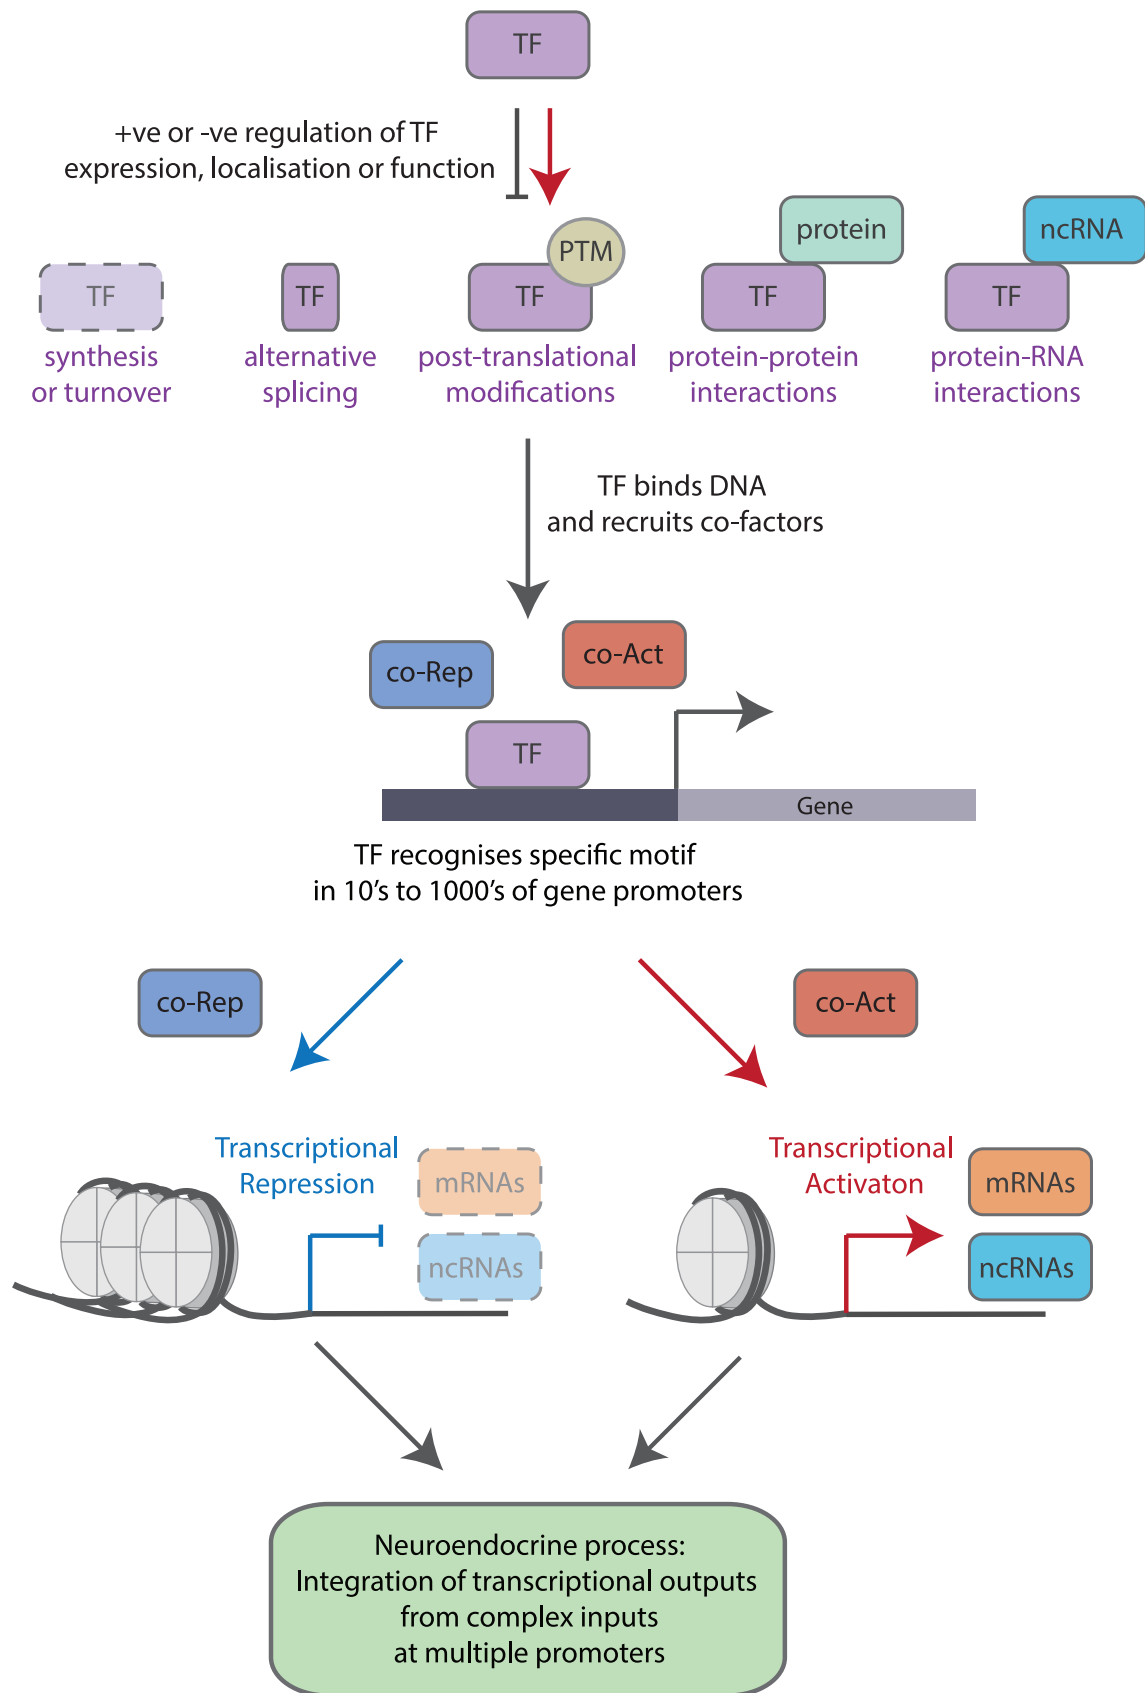 TF
+ve or -ve regulation of TF
expression, localisation or function
PTM
protein
ncRNA
TF
TF
TF
TF
TF
synthesis
or turnover
alternative
splicing
post-translational
modifications
protein-protein
interactions
protein-RNA
interactions
TF binds DNA
and recruits co-factors
co-Rep
co-Act
TF
Gene
TF recognises specific motif
in 10's to 1000's of gene promoters
co-Rep
co-Act
Transcriptional
Repression
mRNAs
ncRNAs
Transcriptional
Activaton
mRNAs
ncRNAs
Neuroendocrine process:
Integration of transcriptional outputs
from complex inputs
at multiple promoters